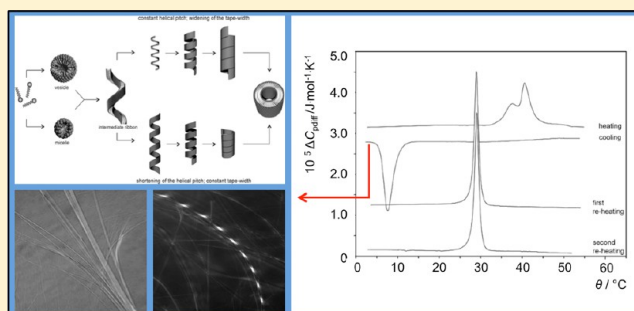 constant helical pitch; widening of the tape-width
micelle
micelle
intermediate ribbon
shortening of the helical pitch; constant tape-width
10⁵ ΔCpdiff /J mol⁻¹·K⁻¹
5.0
4.0
3.0
2.0
1.0
0
heating
cooling
first
re-heating
second
re-heating
0 10 20 30 40 50 60
θ / °C